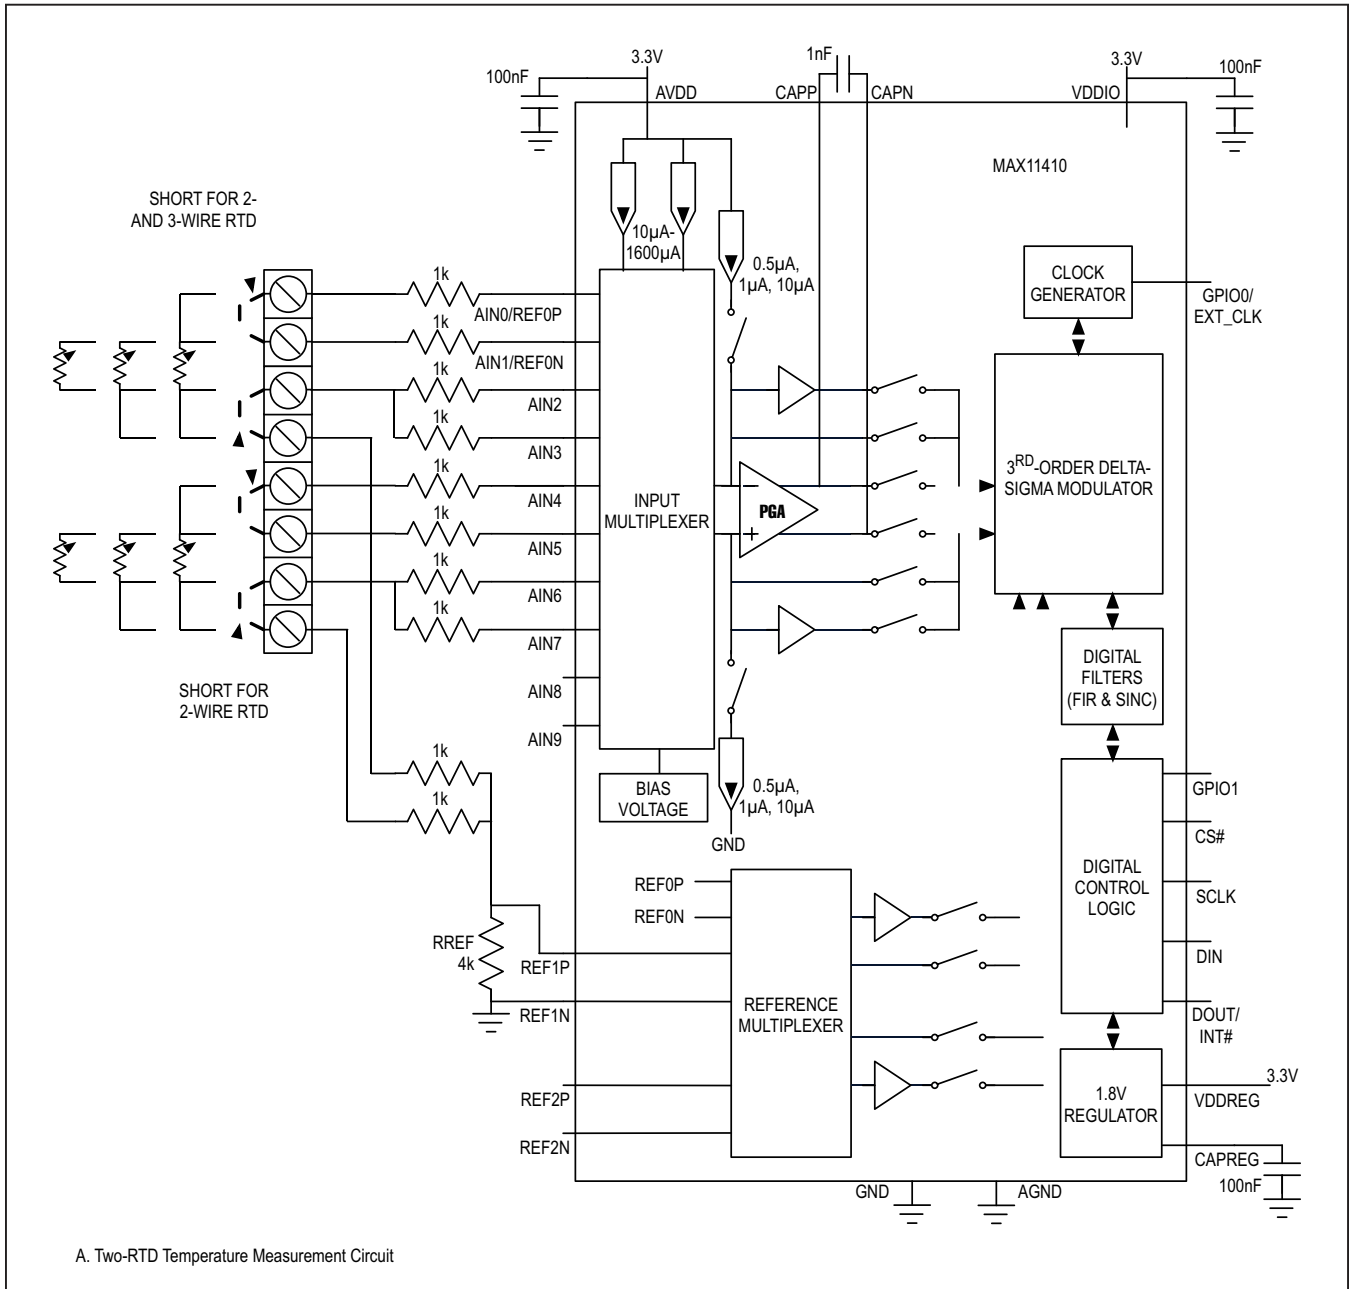 3.3V
1nF
3.3V
100nF
100nF
AVDD
CAPP
CAPN
VDDIO
MAX11410
SHORT FOR 2-
AND 3-WIRE RTD
10µA-
1600µA
0.5µA,
1µA, 10µA
CLOCK
GENERATOR
GPIO0/
EXT_CLK
1k
AIN0/REF0P
1k
AIN1/REF0N
1k
AIN2
1k
AIN3
1k
AIN4
1k
AIN5
1k
AIN6
1k
AIN7
AIN8
AIN9
INPUT
MULTIPLEXER
PGA
3RD-ORDER DELTA-
SIGMA MODULATOR
SHORT FOR
2-WIRE RTD
DIGITAL
FILTERS
(FIR & SINC)
1k
1k
BIAS
VOLTAGE
0.5µA,
1µA, 10µA
GND
GPIO1
CS#
SCLK
DIN
DOUT/
INT#
DIGITAL
CONTROL
LOGIC
REF0P
REF0N
RREF
4k
REF1P
REF1N
REFERENCE
MULTIPLEXER
REF2P
REF2N
1.8V
REGULATOR
3.3V
VDDREG
CAPREG
100nF
GND
AGND
A. Two-RTD Temperature Measurement Circuit